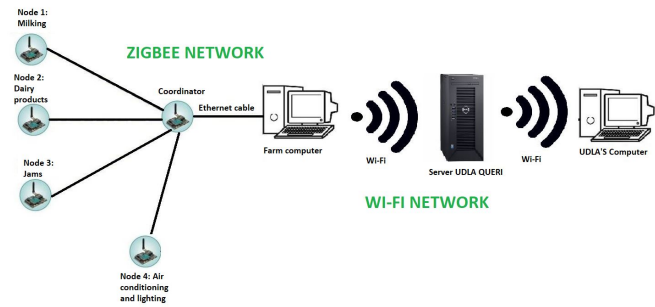 Node 1:
Milking
ZIGBEE NETWORK
Node 2:
Dairy
products
Coordinator
Ethernet cable
Farm computer
Wi-Fi
Server UDLA QUERI
Wi-Fi
UDLA'S Computer
Node 3:
Jams
WI-FI NETWORK
Node 4: Air
conditioning
and lighting